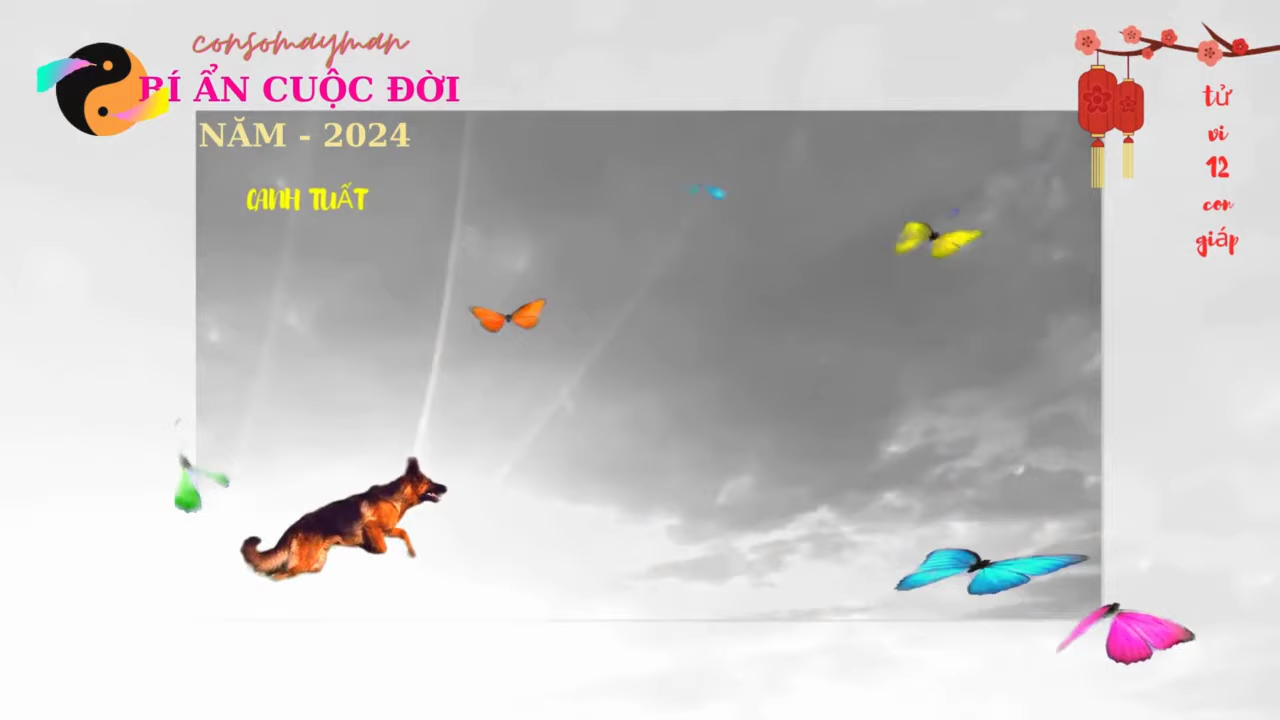 consomayman
BÍ ẨN CUỘC ĐỜI
NĂM - 2024
CANH TUẤT
tử
vi
12
con
giáp